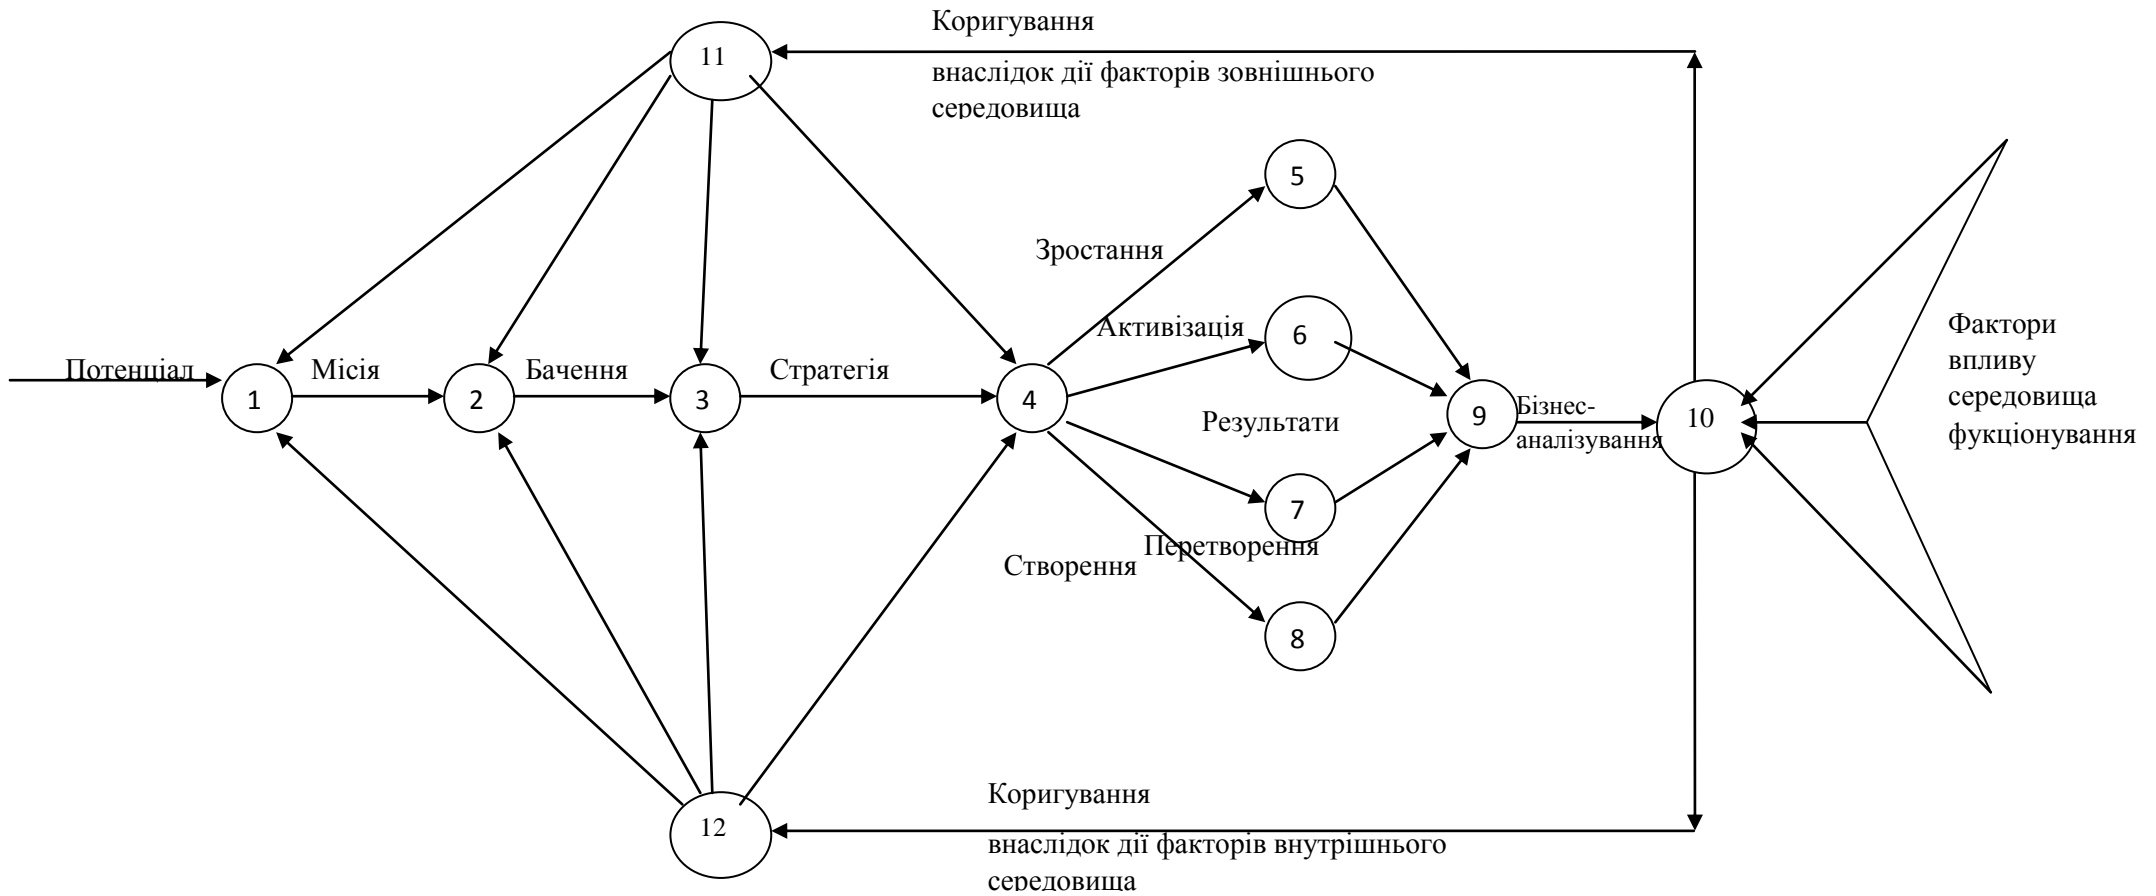 Коригування
внаслідок дії факторів зовнішнього
середовища
11
5
Зростання
Активізація
6
Фактори
впливу
середовища
фукціонування
Потенціал
Місія
Бачення
Стратегія
1
2
3
4
Результати
9
Бізнес-
аналізування
10
7
Перетворення
Створення
8
Коригування
12
внаслідок дії факторів внутрішнього
середовища